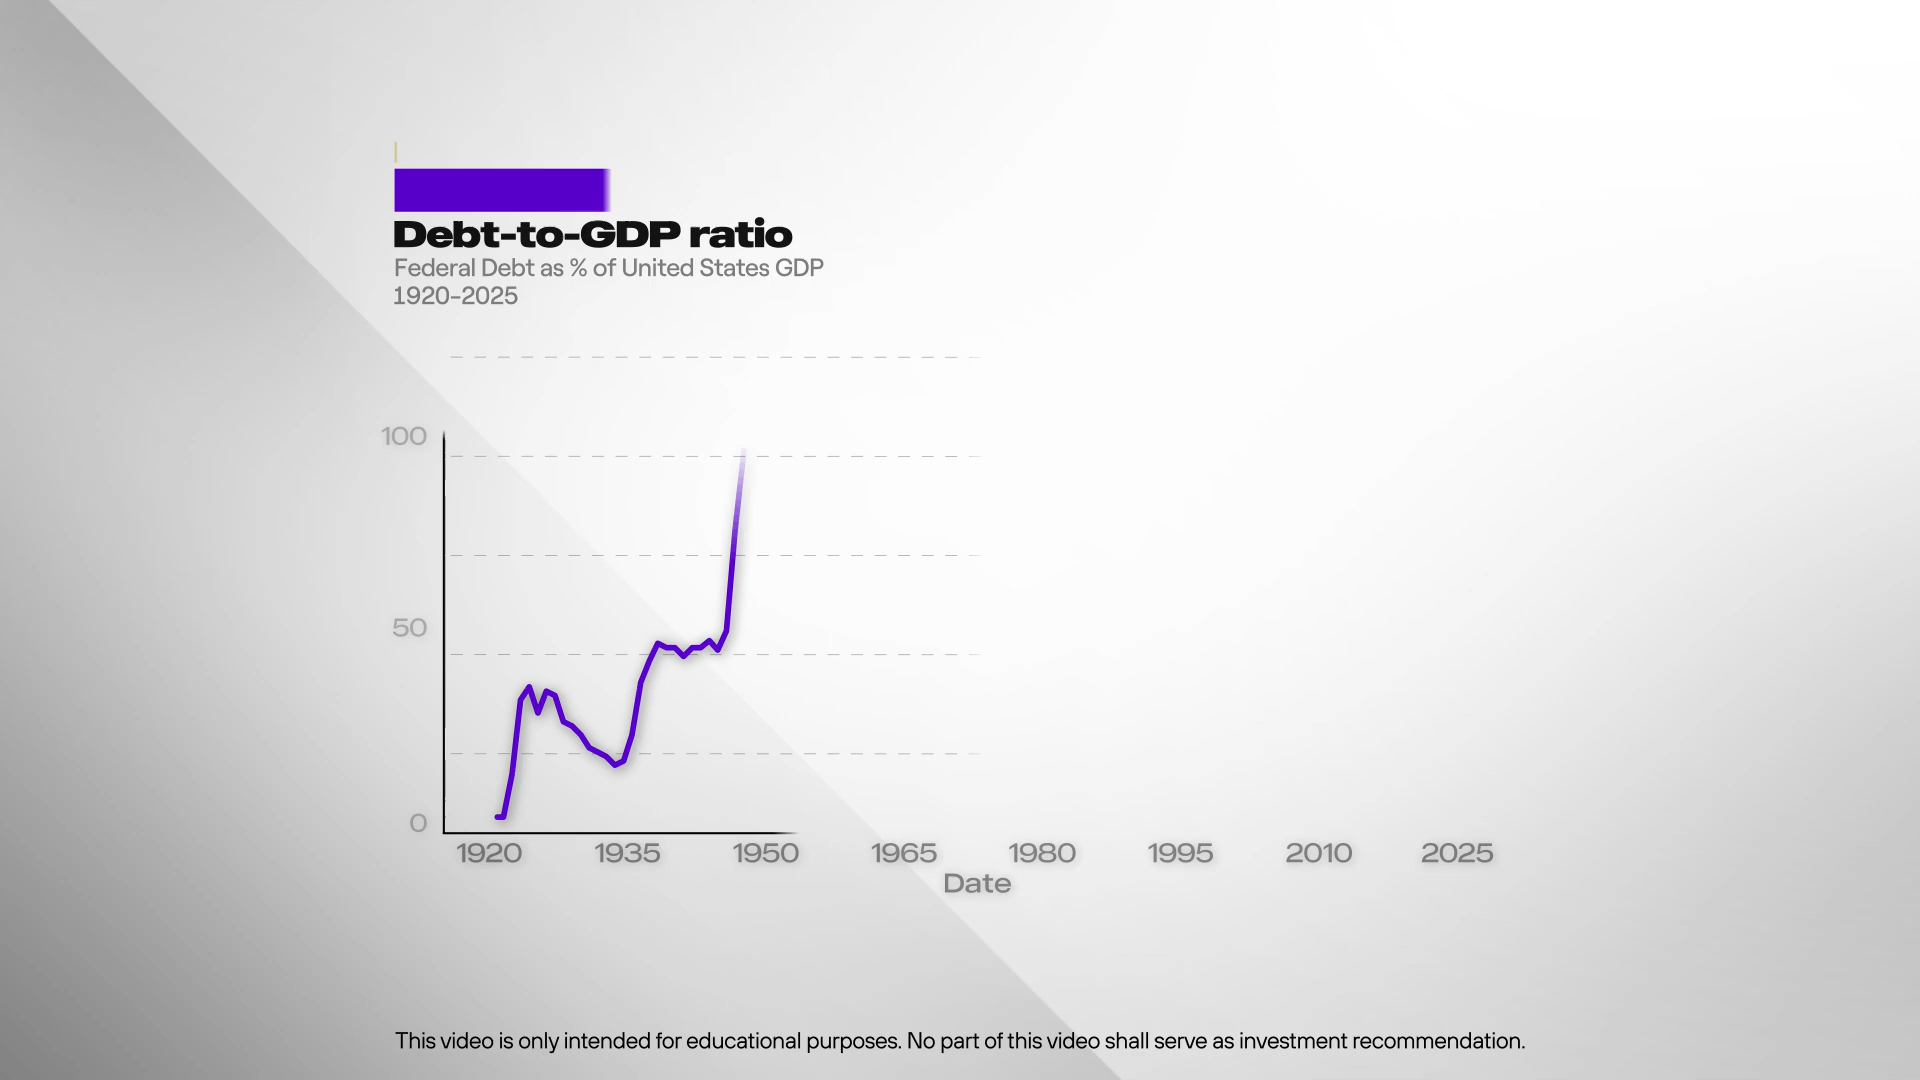 Debt-to-GDP ratio
Federal Debt as % of United States GDP
1920-2025
100
50
0
1920 1935 1950 1965 1980 1995 2010 2025
Date
This video is only intended for educational purposes. No part of this video shall serve as investment recommendation.